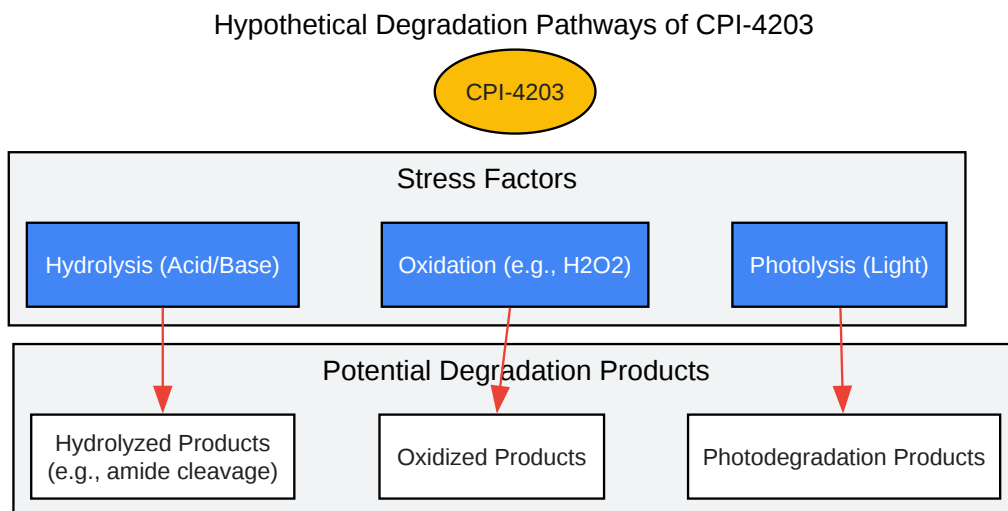 Hypothetical Degradation Pathways of CPI-4203
CPI-4203
Stress Factors
Hydrolysis (Acid/Base)
Oxidation (e.g., H2O2)
Photolysis (Light)
Potential Degradation Products
Hydrolyzed Products
(e.g., amide cleavage)
Oxidized Products
Photodegradation Products